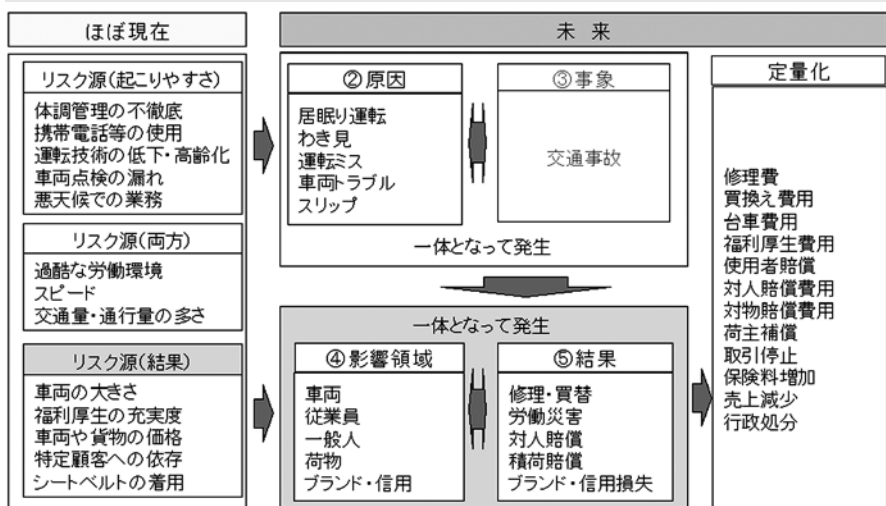 ほぼ現在
未 来
リスク源(起こりやすさ)
体調管理の不徹底
携帯電話等の使用
運転技術の低下・高齢化
車両点検の漏れ
悪天候での業務
リスク源(両方)
過酷な労働環境
スピード
交通量・通行量の多さ
リスク源(結果)
車両の大きさ
福利厚生の充実度
車両や貨物の価格
特定顧客への依存
シートベルトの着用
②原因
居眠り運転
わき見
運転ミス
車両トラブル
スリップ
③事象
交通事故
一体となって発生
一体となって発生
④影響領域
車両
従業員
一般人
荷物
ブランド・信用
⑤結果
修理・買替
労働災害
対人賠償
積荷賠償
ブランド・信用損失
定量化
修理費
買換え費用
台車費用
福利厚生費用
使用者賠償
対人賠償費用
対物賠償費用
荷主補償
取引停止
保険料増加
売上減少
行政処分